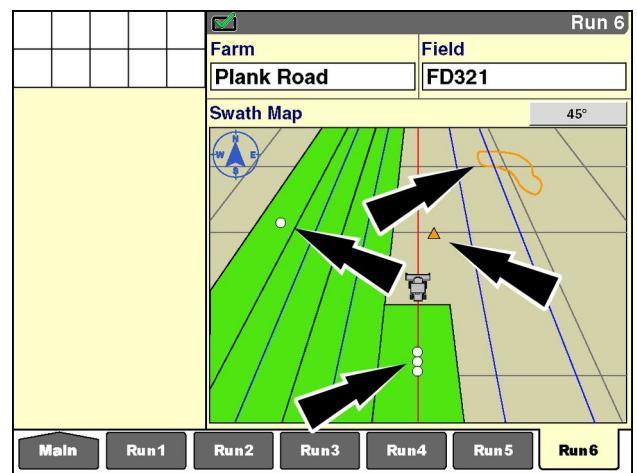 Run 6
Farm
Field
Plank Road
FD321
Swath Map
45°
N
W
E
S
Main
Run1
Run2
Run3
Run4
Run5
Run6